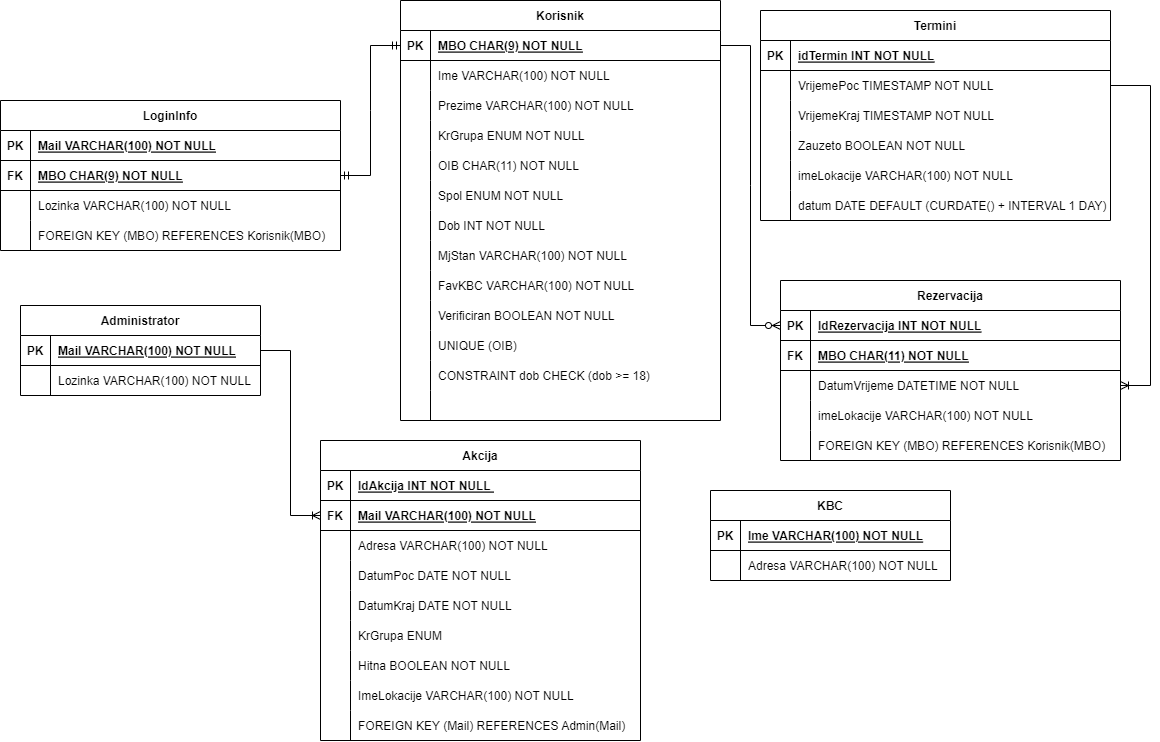 Korisnik
PK MBO CHAR(9) NOT NULL
Ime VARCHAR(100) NOT NULL
Prezime VARCHAR(100) NOT NULL
KrGrupa ENUM NOT NULL
OIB CHAR(11) NOT NULL
Spol ENUM NOT NULL
Dob INT NOT NULL
MjStan VARCHAR(100) NOT NULL
FavKBC VARCHAR(100) NOT NULL
Verificiran BOOLEAN NOT NULL
UNIQUE (OIB)
CONSTRAINT dob CHECK (dob >= 18)
Termini
PK idTermin INT NOT NULL
VrijemePoc TIMESTAMP NOT NULL
VrijemeKraj TIMESTAMP NOT NULL
Zauzeto BOOLEAN NOT NULL
imeLokacije VARCHAR(100) NOT NULL
datum DATE DEFAULT (CURDATE() + INTERVAL 1 DAY)
LoginInfo
PK Mail VARCHAR(100) NOT NULL
FK MBO CHAR(9) NOT NULL
Lozinka VARCHAR(100) NOT NULL
FOREIGN KEY (MBO) REFERENCES Korisnik(MBO)
Rezervacija
PK IdRezervacija INT NOT NULL
FK MBO CHAR(11) NOT NULL
DatumVrijeme DATETIME NOT NULL
imeLokacije VARCHAR(100) NOT NULL
FOREIGN KEY (MBO) REFERENCES Korisnik(MBO)
Administrator
PK Mail VARCHAR(100) NOT NULL
Lozinka VARCHAR(100) NOT NULL
Akcija
PK IdAkcija INT NOT NULL
FK Mail VARCHAR(100) NOT NULL
Adresa VARCHAR(100) NOT NULL
DatumPoc DATE NOT NULL
DatumKraj DATE NOT NULL
KrGrupa ENUM
Hitna BOOLEAN NOT NULL
ImeLokacije VARCHAR(100) NOT NULL
FOREIGN KEY (Mail) REFERENCES Admin(Mail)
KBC
PK Ime VARCHAR(100) NOT NULL
Adresa VARCHAR(100) NOT NULL